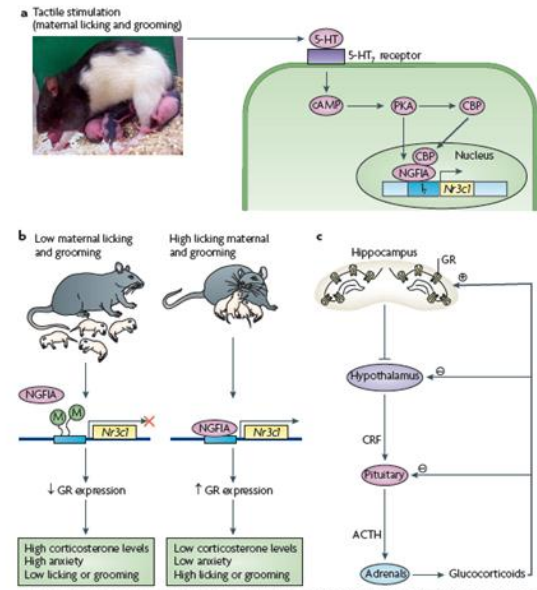 a Tactile stimulation
(maternal licking and grooming)
5-HT
5-HT₇ receptor
cAMP
PKA
CBP
CBP
Nucleus
NGFIA
1₇
Nr3c1
b
Low maternal licking
and grooming
High licking maternal
and grooming
NGFIA
M
M
Nr3c1
NGFIA
Nr3c1
↓ GR expression
↑ GR expression
High corticosterone levels
High anxiety
Low licking or grooming
Low corticosterone levels
Low anxiety
High licking or grooming
c
Hippocampus
GR
⊕
Hypothalamus
⊖
CRF
Pituitary
⊖
ACTH
Adrenals
Glucocorticoids